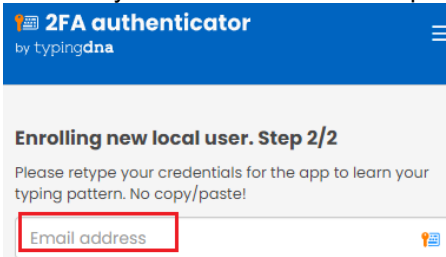 2FA authenticator
by typingdna
Enrolling new local user. Step 2/2
Please retype your credentials for the app to learn your
typing pattern. No copy/paste!
Email address